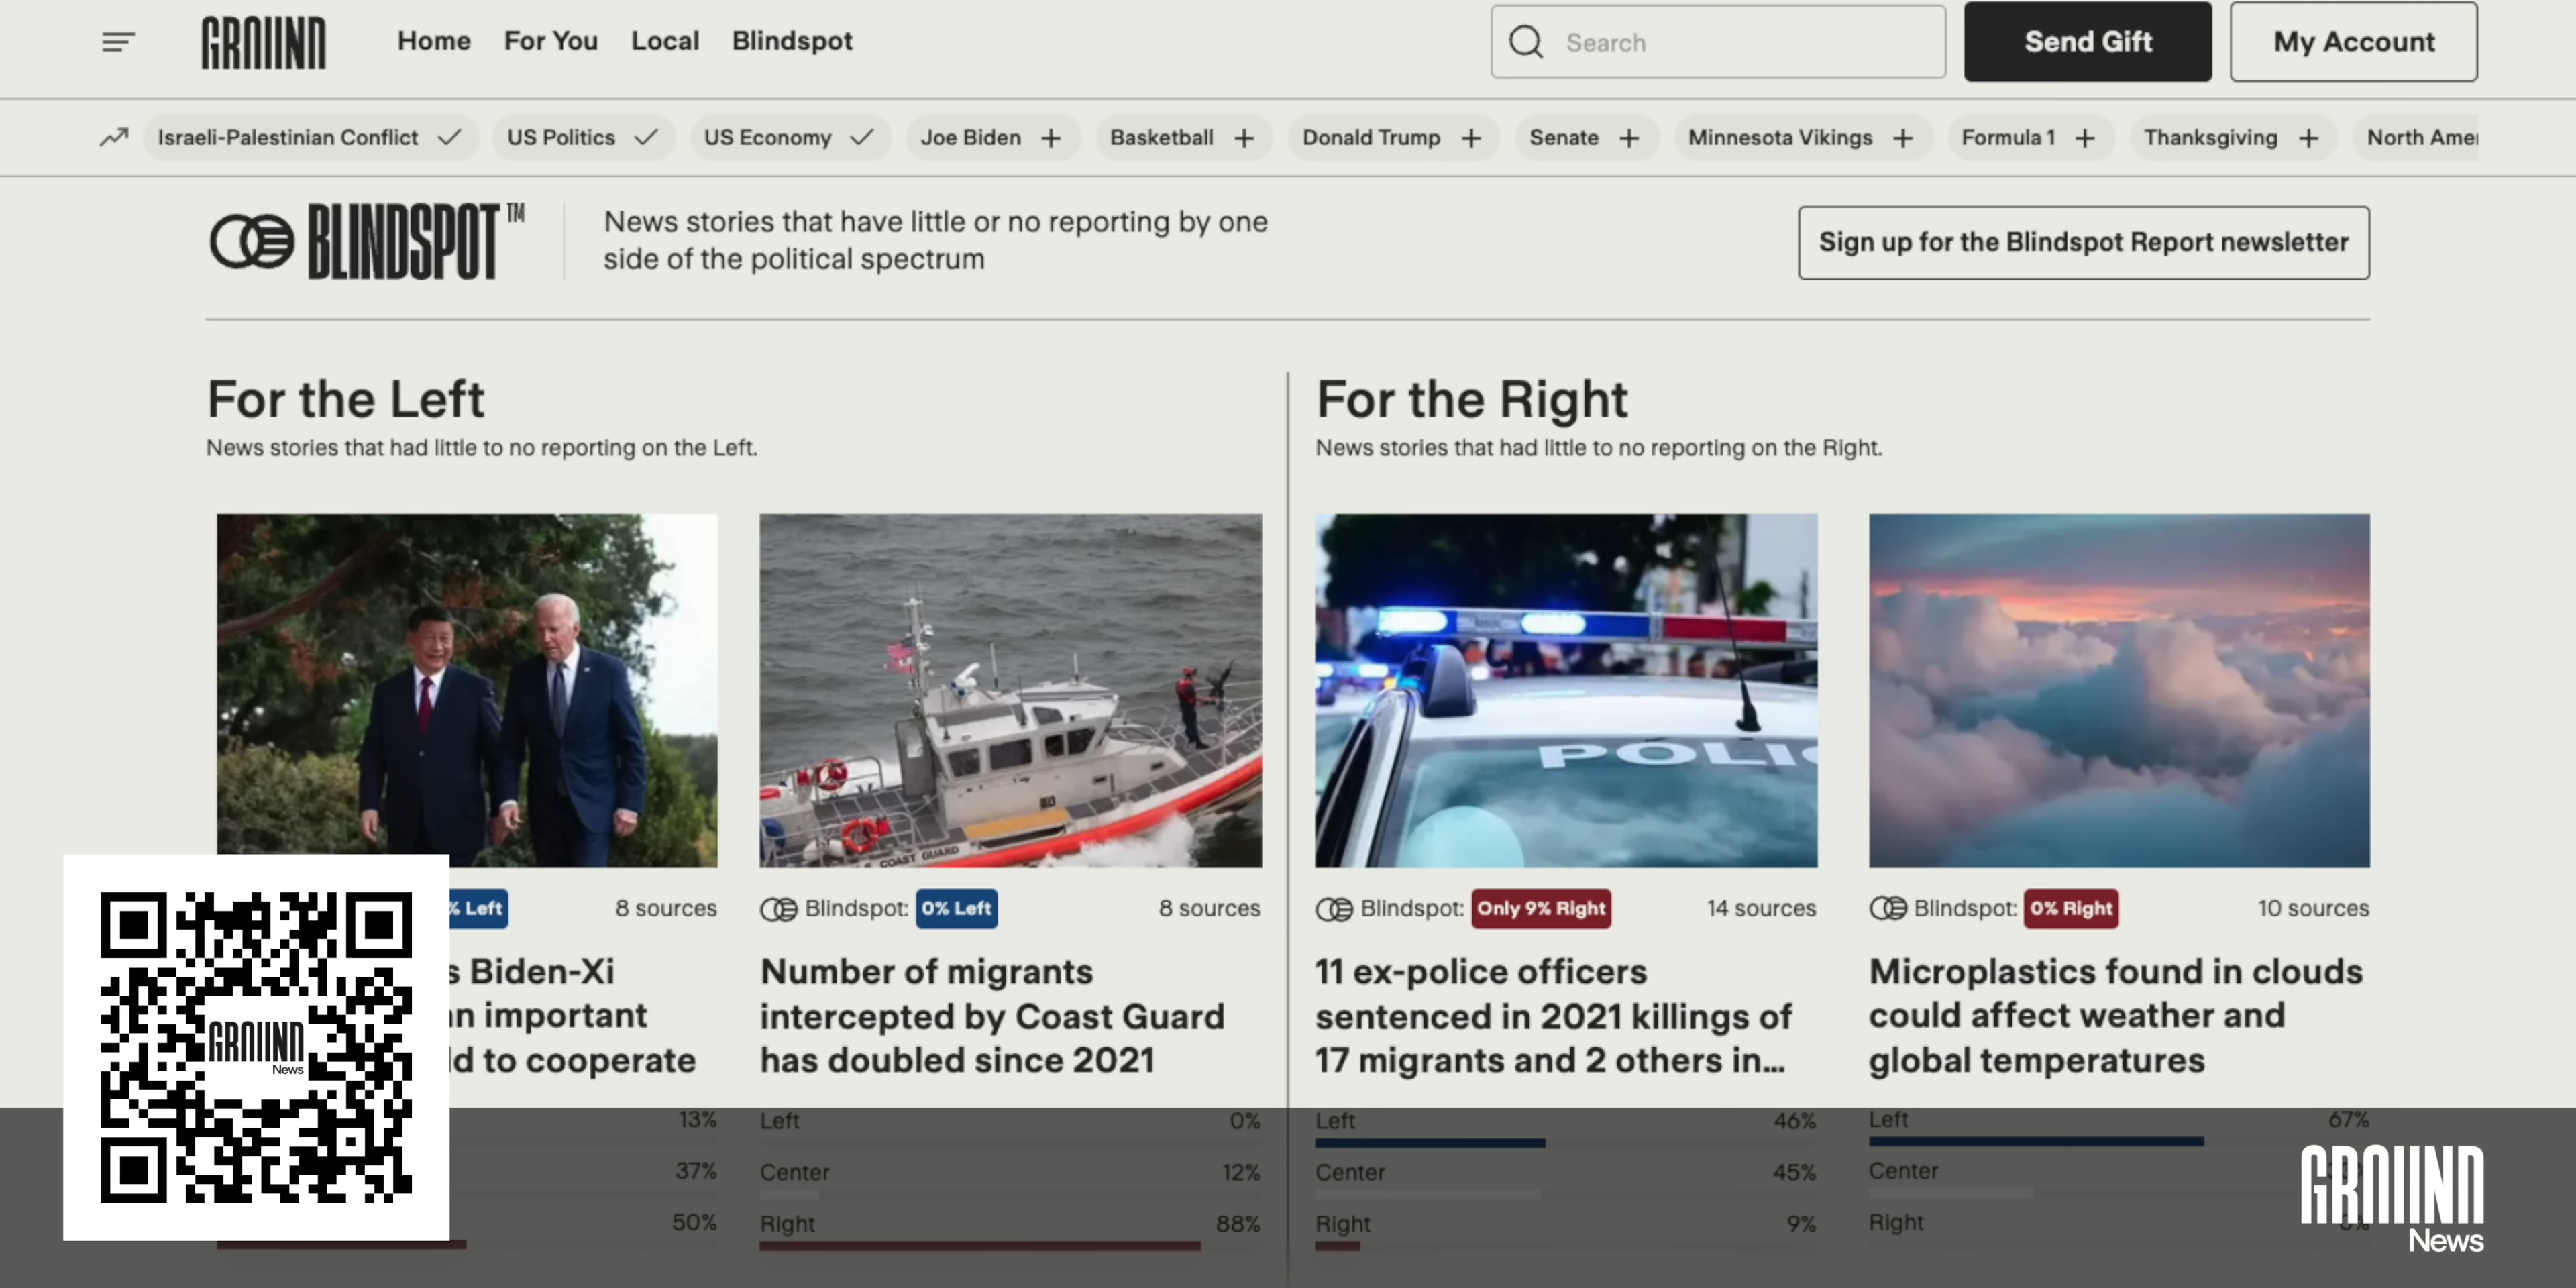 GROUND
Home For You Local Blindspot
Search
Send Gift
My Account
Israeli-Palestinian Conflict
US Politics
US Economy
Joe Biden +
Basketball +
Donald Trump +
Senate +
Minnesota Vikings +
Formula 1 +
Thanksgiving +
North Amer
BLINDSPOT™
News stories that have little or no reporting by one
side of the political spectrum
Sign up for the Blindspot Report newsletter
For the Left
News stories that had little to no reporting on the Left.
% Left
8 sources
s Biden-Xi
n important
ld to cooperate
13%
37%
50%
COAST GUARD
Blindspot: 0% Left
8 sources
Number of migrants
intercepted by Coast Guard
has doubled since 2021
Left 0%
Center 12%
Right 88%
For the Right
News stories that had little to no reporting on the Right.
POLIC
Blindspot: Only 9% Right
14 sources
11 ex-police officers
sentenced in 2021 killings of
17 migrants and 2 others in...
Left 46%
Center 45%
Right 9%
Blindspot: 0% Right
10 sources
Microplastics found in clouds
could affect weather and
global temperatures
Left 67%
Center
Right
GROUND
News
GROUND
News